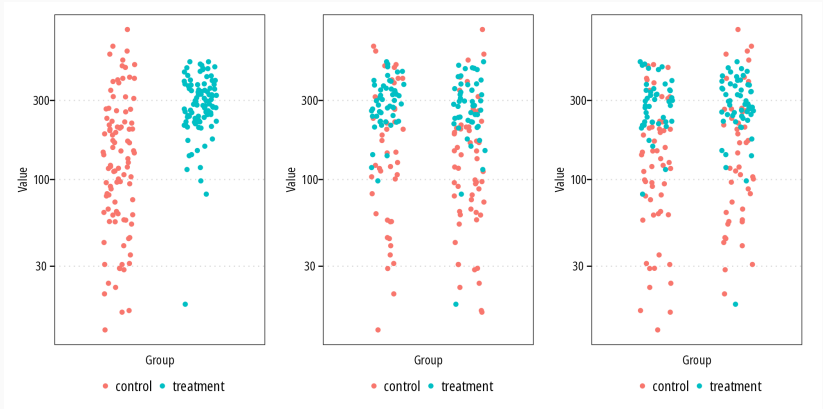 Value
300
100
30
Group
control treatment
Value
300
100
30
Group
control treatment
Value
300
100
30
Group
control treatment